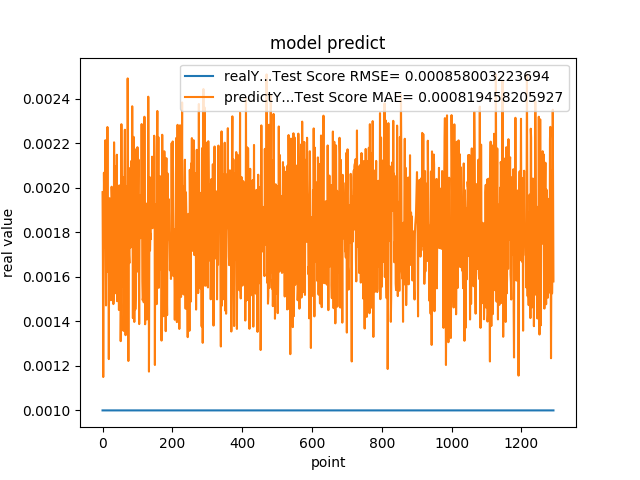 model predict
realY...Test Score RMSE= 0.000858003223694
predictY...Test Score MAE= 0.000819458205927
0.0024
0.0022
0.0020
0.0018
0.0016
0.0014
0.0012
0.0010
real value
0 200 400 600 800 1000 1200
point